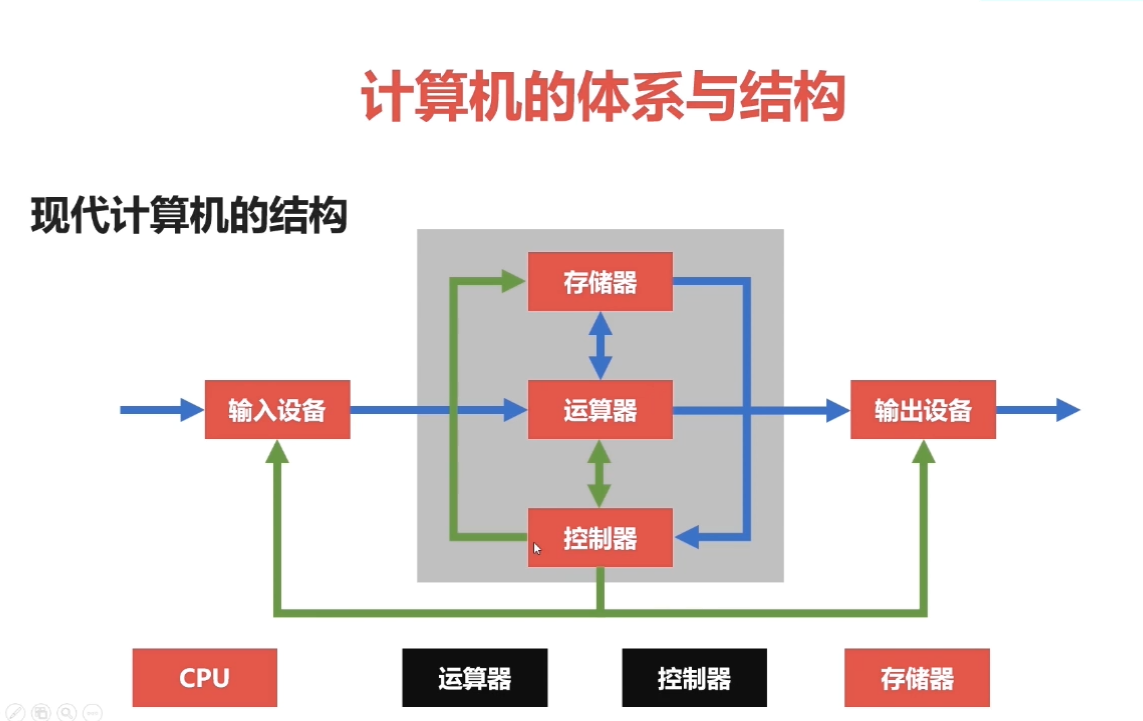 计算机的体系与结构
现代计算机的结构
存储器
输入设备
运算器
输出设备
控制器
CPU
运算器
控制器
存储器